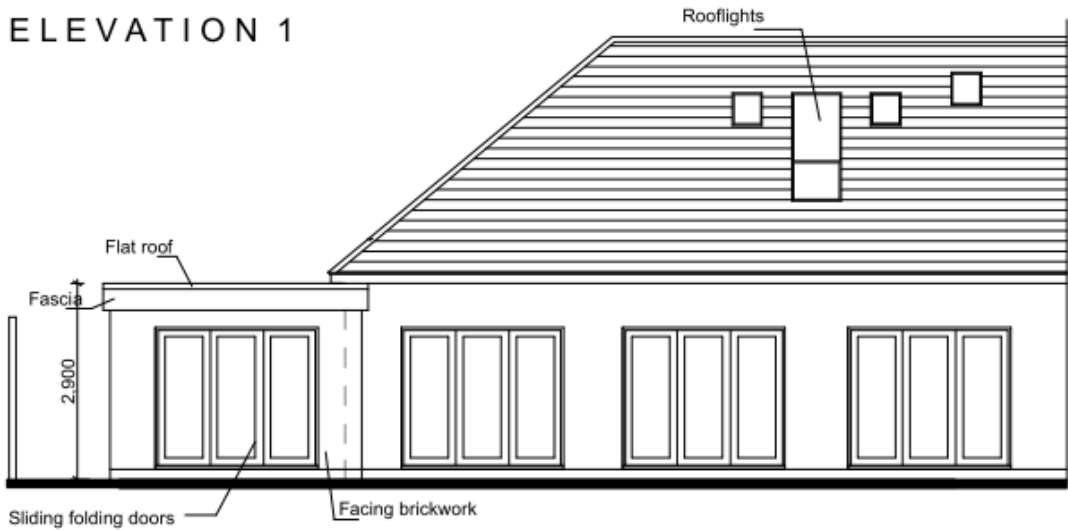 ELEVATION 1
Rooflights
Flat roof
Fascia
2,900
Sliding folding doors
Facing brickwork